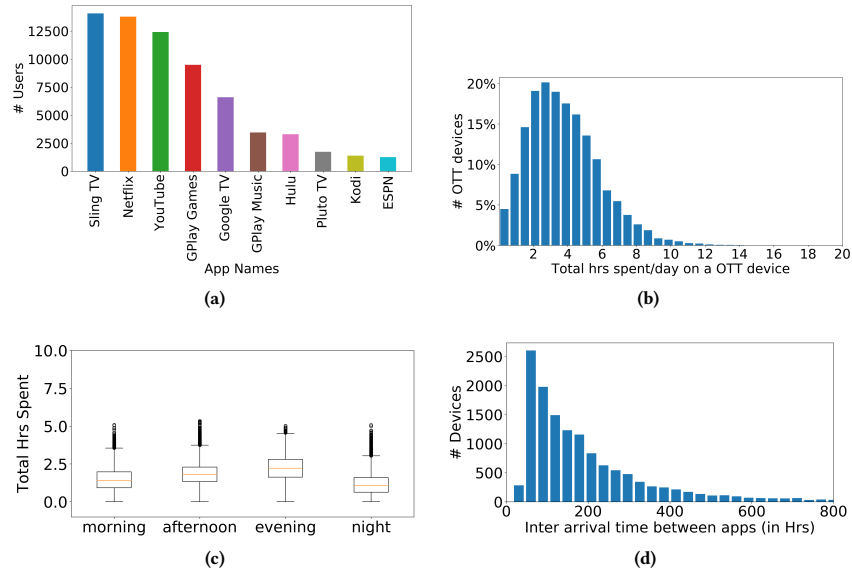 12500
10000
7500
5000
2500
0
# Users
Sling TV
Netflix
YouTube
GPlay Games
Google TV
GPlay Music
Hulu
Pluto TV
Kodi
ESPN
App Names
(a)
20%
15%
10%
5%
0%
# OTT devices
2 4 6 8 10 12 14 16 18 20
Total hrs spent/day on a OTT device
(b)
10.0
7.5
5.0
2.5
0.0
Total Hrs Spent
morning afternoon evening night
(c)
2500
2000
1500
1000
500
0
# Devices
0 200 400 600 800
Inter arrival time between apps (in Hrs)
(d)